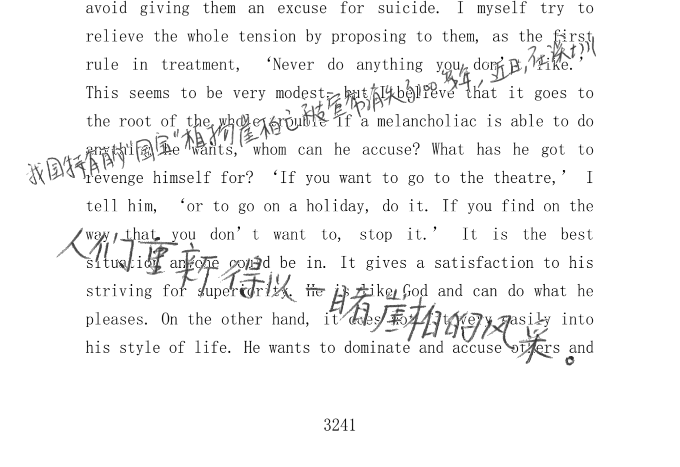 avoid giving them an excuse for suicide. I myself try to
relieve the whole tension by proposing to them, as the first
rule in treatment, ‘Never do anything you don’t like.’
This seems to be very modest, but I believe that it goes to
the root of the whole trouble If a melancholiac is able to do
anything he wants, whom can he accuse? What has he got to
revenge himself for? ‘If you want to go to the theatre,’ I
tell him, ‘or to go on a holiday, do it. If you find on the
way that you don’t want to, stop it.’ It is the best
situation anyone could be in. It gives a satisfaction to his
striving for superiority. He is like God and can do what he
pleases. On the other hand, it does not fit very easily into
his style of life. He wants to dominate and accuse others and
我国特有的"国宝"植物崖柏已被宣布消失了100多年，近日，在深圳
人们重新得以一睹崖柏的风采。
3241